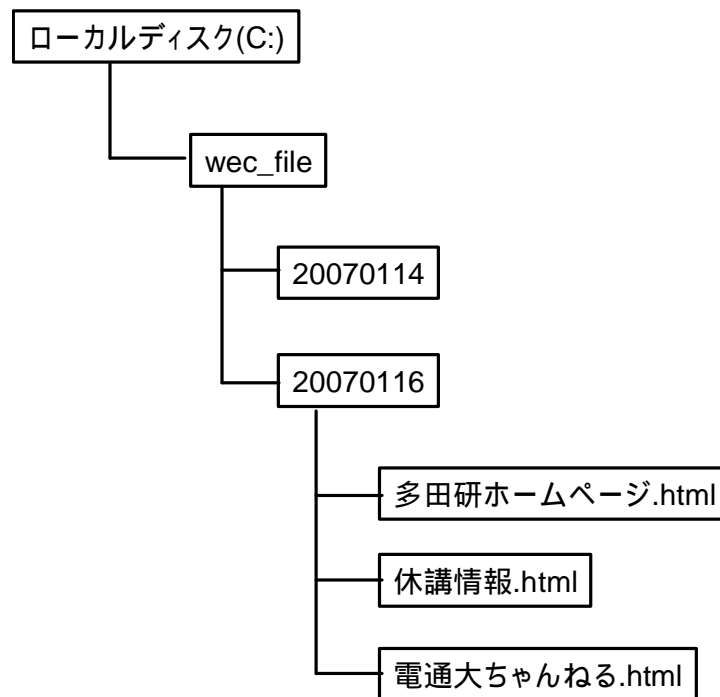 ローカルディスク(C:)
wec_file
20070114
20070116
多田研ホームページ.html
休講情報.html
電通大ちゃんねる.html